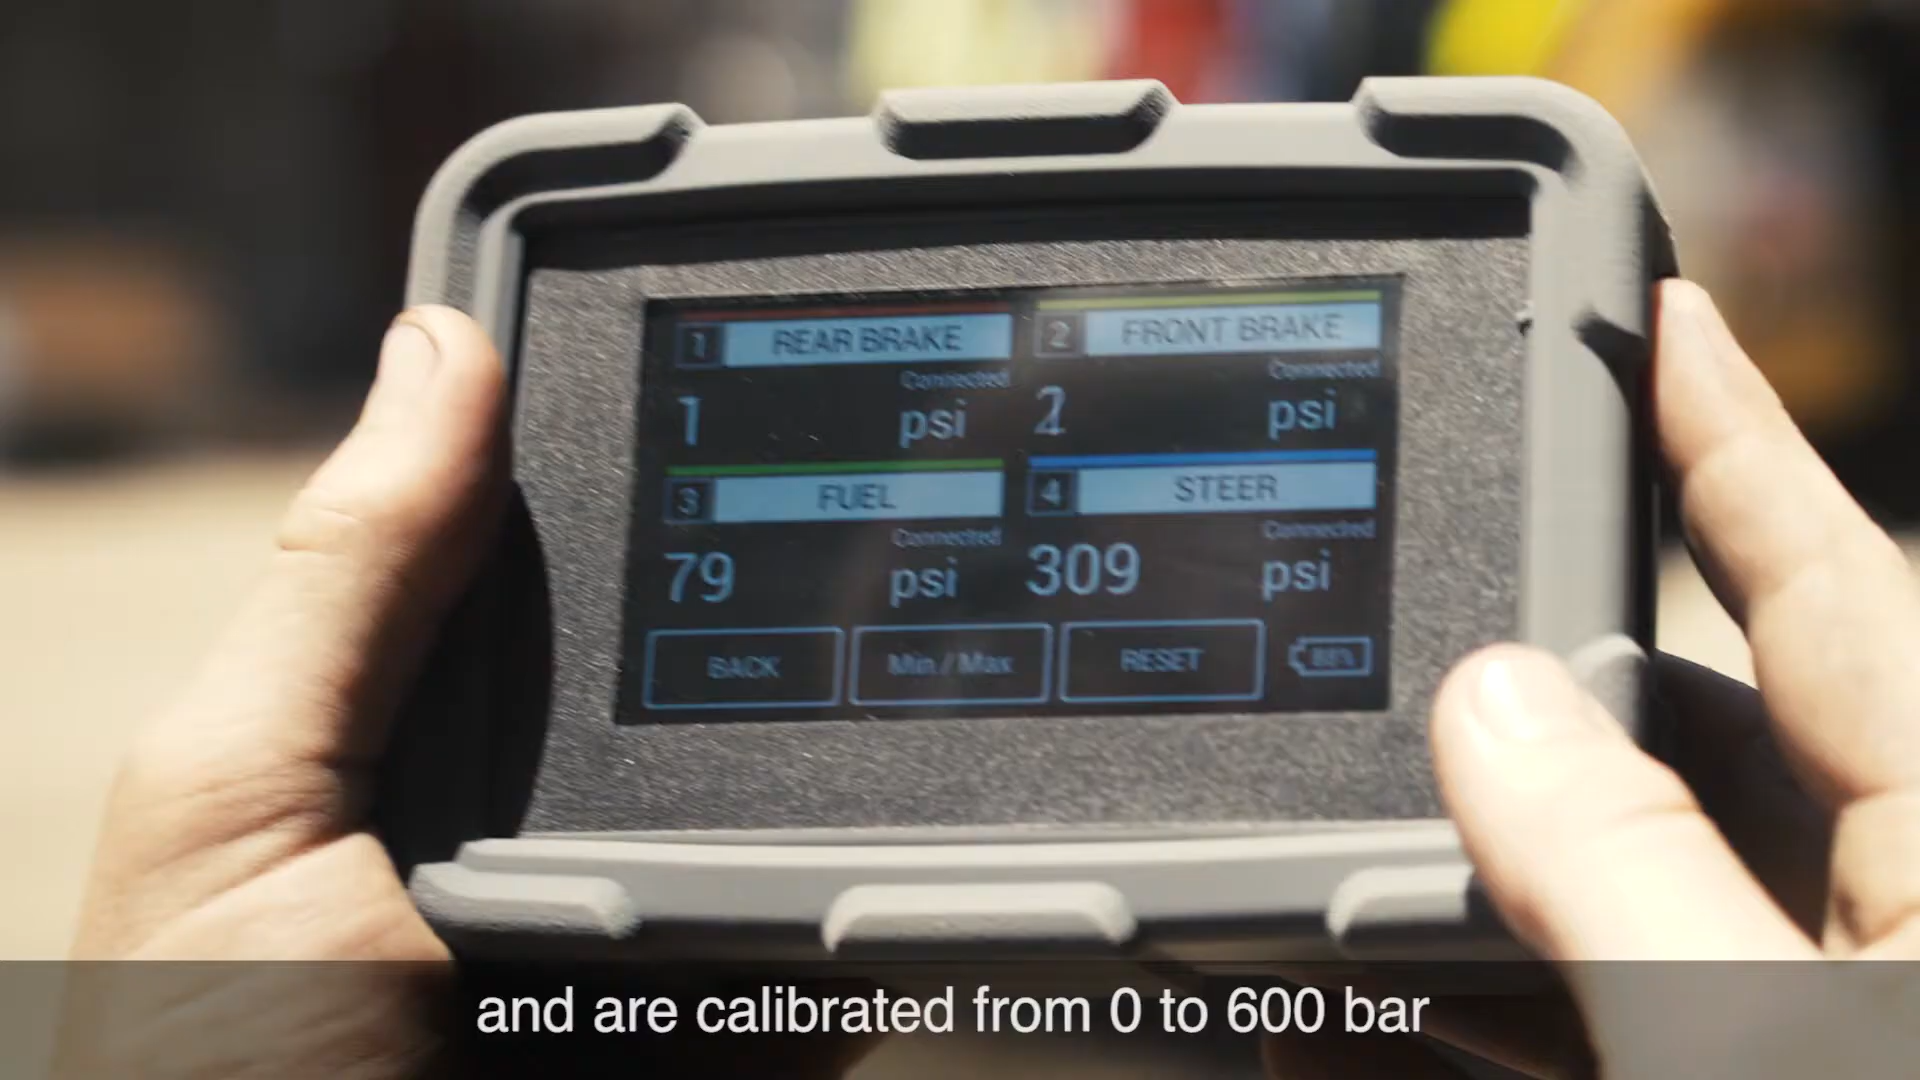 1 REAR BRAKE
Connected
1 psi
2 FRONT BRAKE
Connected
psi
3 FUEL
Connected
79 psi
4 STEER
Connected
309 psi
BACK
Min / Max
RESET
and are calibrated from 0 to 600 bar